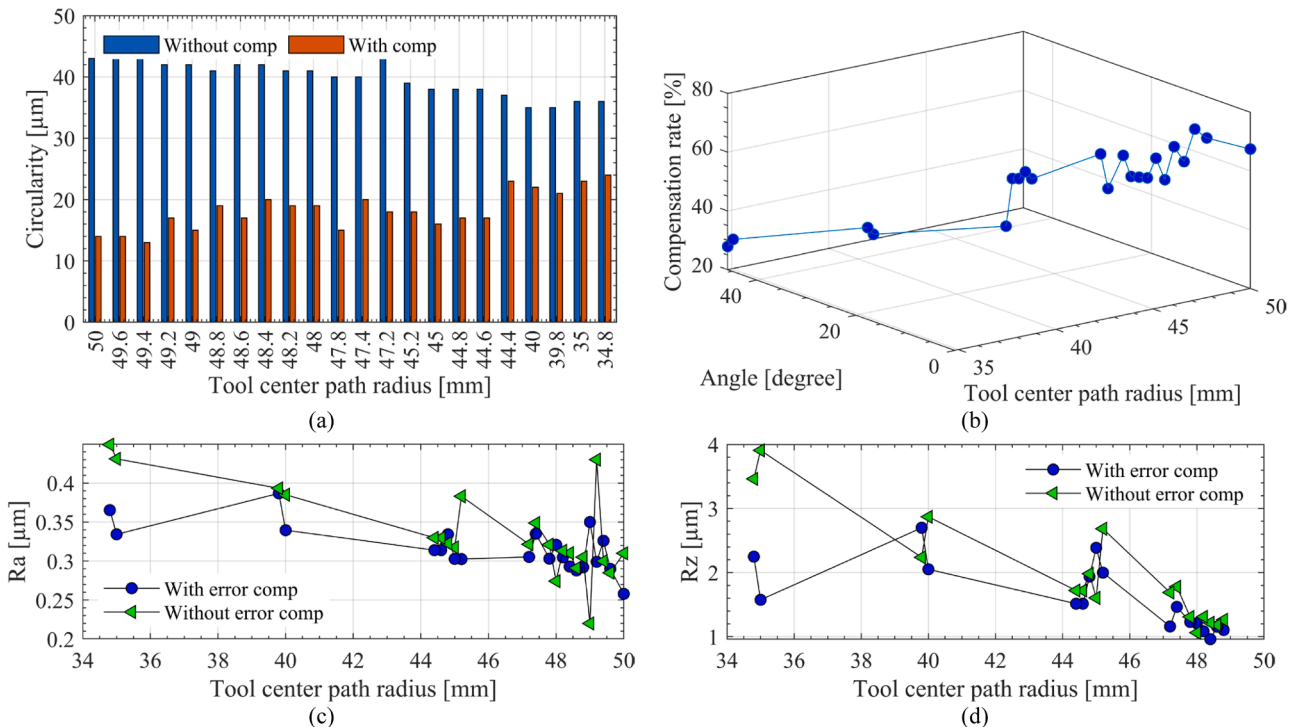 50
40
30
20
10
0
Circularity [µm]
Without comp
With comp
50
49.6
49.4
49.2
49
48.8
48.6
48.4
48.2
48
47.8
47.4
47.2
45.2
45
44.8
44.6
44.4
40
39.8
35
34.8
Tool center path radius [mm]
(a)
80
60
40
20
Compensation rate [%]
40
20
0
Angle [degree]
35
40
45
50
Tool center path radius [mm]
(b)
0.4
0.35
0.3
0.25
0.2
Ra [µm]
With error comp
Without error comp
34 36 38 40 42 44 46 48 50
Tool center path radius [mm]
(c)
4
3
2
1
Rz [µm]
With error comp
Without error comp
34 36 38 40 42 44 46 48 50
Tool center path radius [mm]
(d)